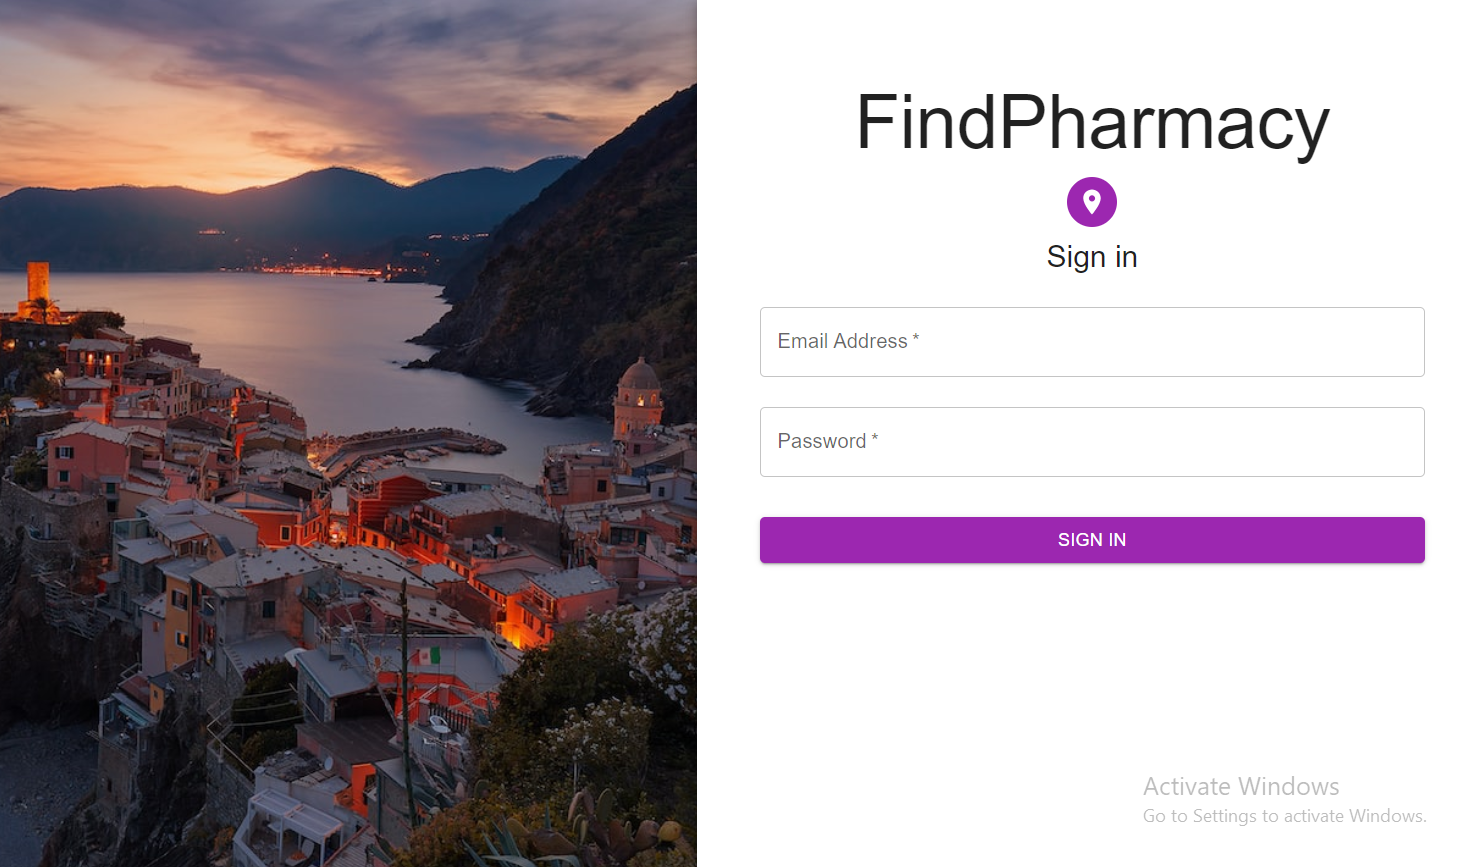 FindPharmacy
Sign in
Email Address *
Password *
SIGN IN
Activate Windows
Go to Settings to activate Windows.